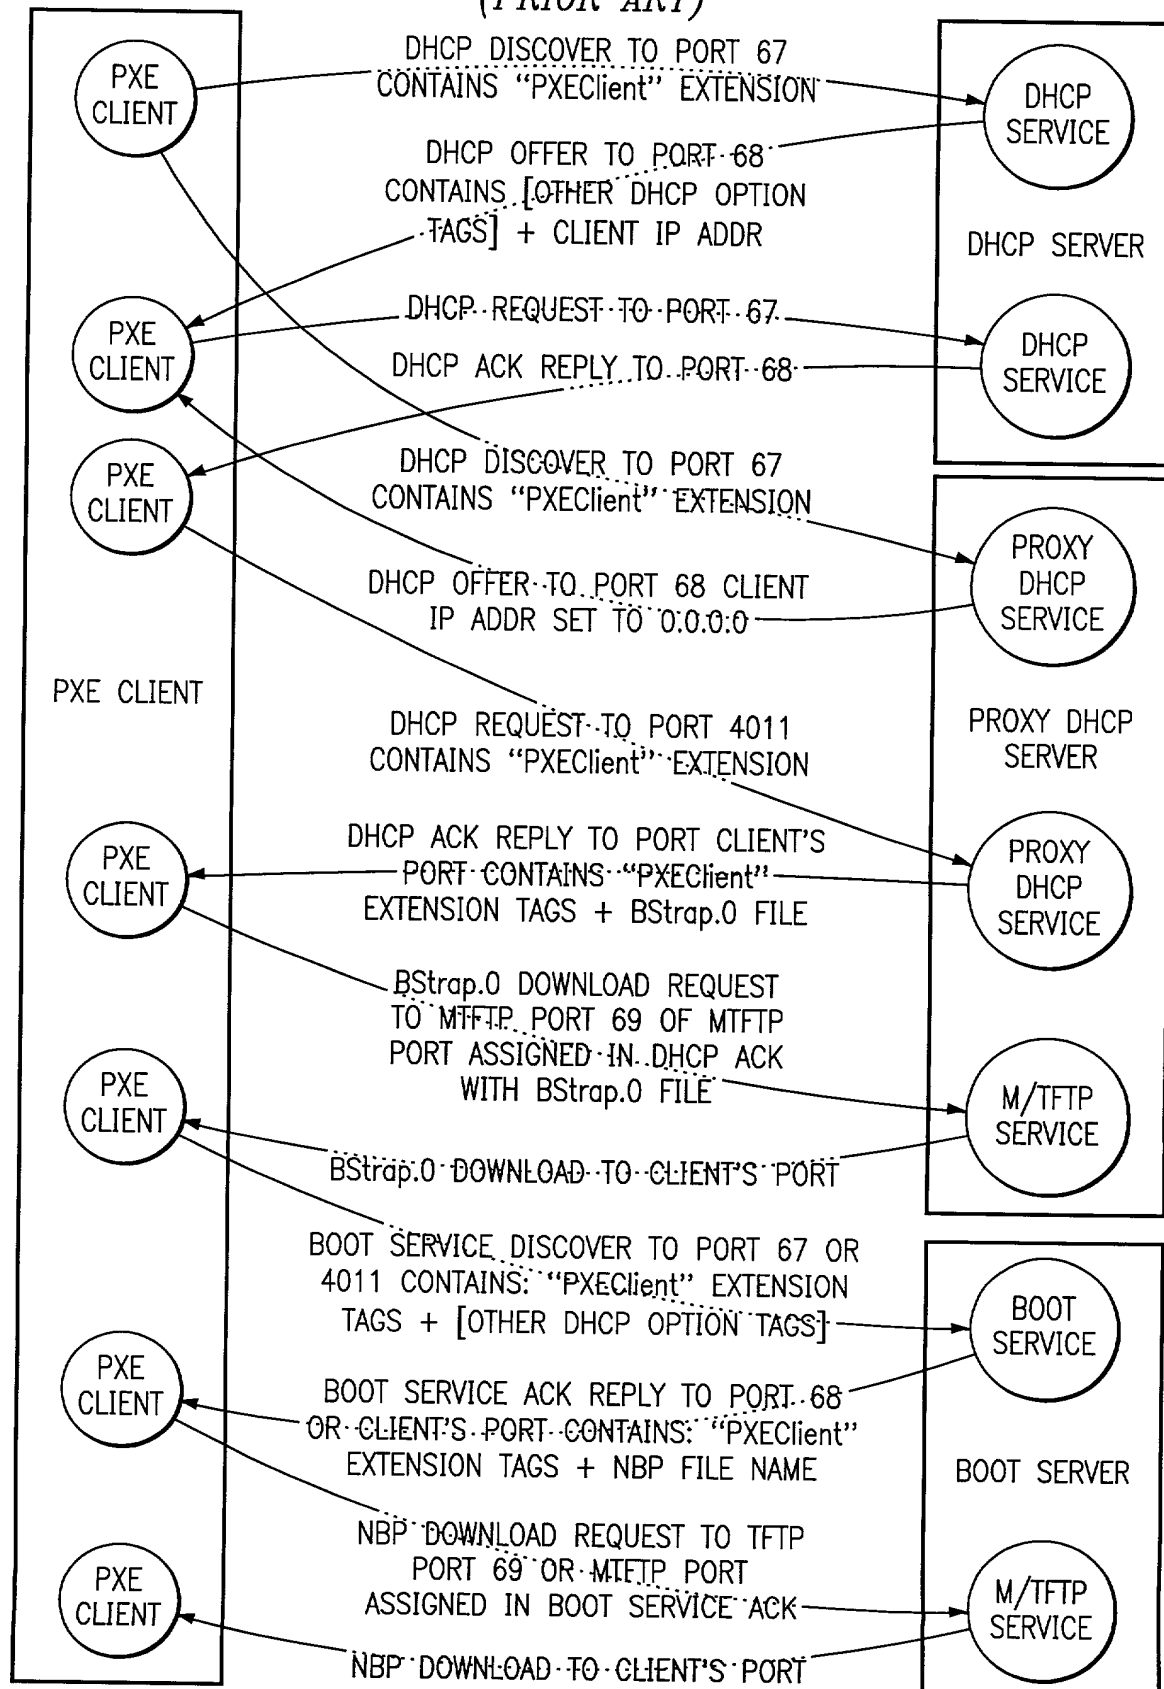 (PRIOR ART)
PXE
CLIENT
DHCP DISCOVER TO PORT 67
CONTAINS "PXEClient" EXTENSION
DHCP
SERVICE
DHCP OFFER TO PORT 68
CONTAINS [OTHER DHCP OPTION
TAGS] + CLIENT IP ADDR
DHCP SERVER
PXE
CLIENT
DHCP REQUEST TO PORT 67
DHCP
SERVICE
DHCP ACK REPLY TO PORT 68
PXE
CLIENT
DHCP DISCOVER TO PORT 67
CONTAINS "PXEClient" EXTENSION
PROXY
DHCP
SERVICE
DHCP OFFER TO PORT 68 CLIENT
IP ADDR SET TO 0.0.0.0
PXE CLIENT
PROXY DHCP
SERVER
DHCP REQUEST TO PORT 4011
CONTAINS "PXEClient" EXTENSION
PXE
CLIENT
DHCP ACK REPLY TO PORT CLIENT'S
PORT CONTAINS "PXEClient"
EXTENSION TAGS + BStrap.0 FILE
PROXY
DHCP
SERVICE
BStrap.0 DOWNLOAD REQUEST
TO MTFTP PORT 69 OF MTFTP
PORT ASSIGNED IN DHCP ACK
WITH BStrap.0 FILE
PXE
CLIENT
M/TFTP
SERVICE
BStrap.0 DOWNLOAD TO CLIENT'S PORT
BOOT SERVICE DISCOVER TO PORT 67 OR
4011 CONTAINS: "PXEClient" EXTENSION
TAGS + [OTHER DHCP OPTION TAGS]
BOOT
SERVICE
PXE
CLIENT
BOOT SERVICE ACK REPLY TO PORT 68
OR CLIENT'S PORT CONTAINS: "PXEClient"
EXTENSION TAGS + NBP FILE NAME
BOOT SERVER
NBP DOWNLOAD REQUEST TO TFTP
PORT 69 OR MTFTP PORT
ASSIGNED IN BOOT SERVICE ACK
PXE
CLIENT
M/TFTP
SERVICE
NBP DOWNLOAD TO CLIENT'S PORT